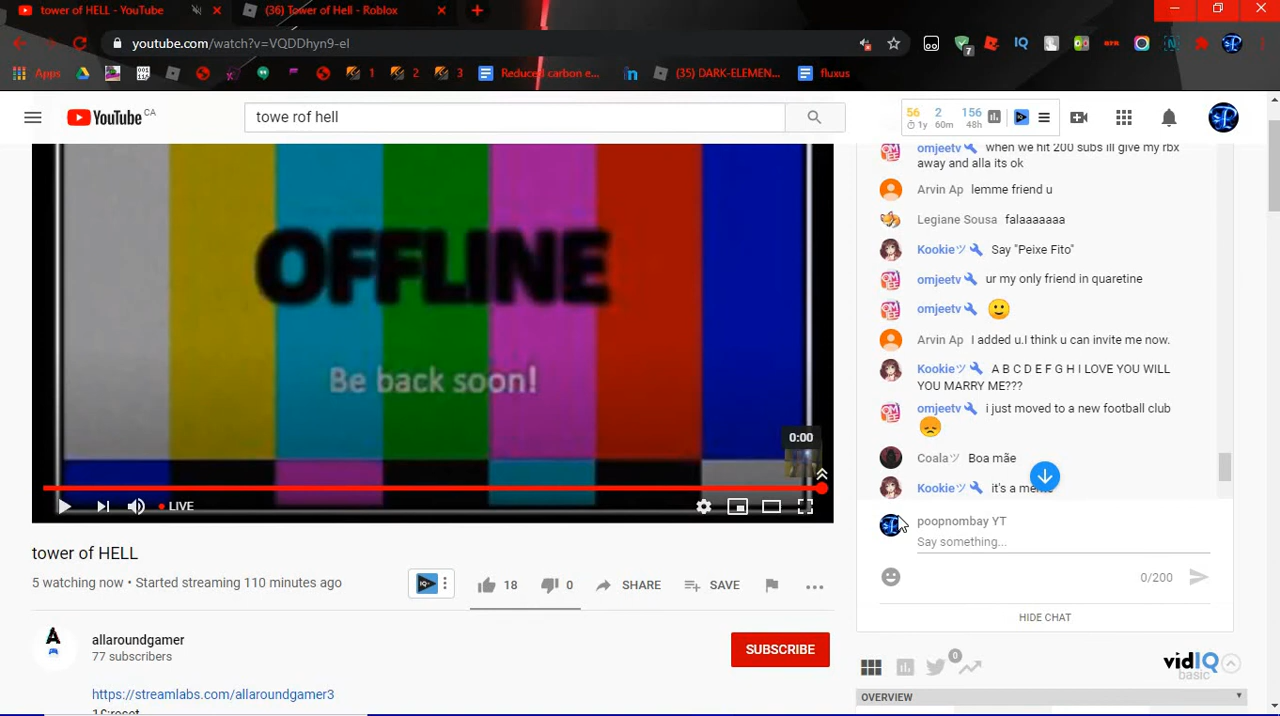 tower of HELL - YouTube
(36) Tower of Hell - Roblox
youtube.com/watch?v=VQDDhyn9-eI
7
Apps
1
2
3
Reduced carbon e...
(35) DARK-ELEMEN...
fluxus
YouTube CA
towe rof hell
56 2 156
1y 60m 48h
omjeetv when we hit 200 subs ill give my rbx
away and alla its ok
Arvin Ap lemme friend u
Legiane Sousa falaaaaaaa
Kookieツ Say "Peixe Fito"
omjeetv ur my only friend in quaretine
omjeetv 🙂
Arvin Ap I added u.I think u can invite me now.
Kookieツ A B C D E F G H I LOVE YOU WILL
YOU MARRY ME???
omjeetv i just moved to a new football club
😞
Coalaツ Boa mãe
Kookieツ it's a meme
poopnombay YT
Say something...
0/200
HIDE CHAT
OFFLINE
Be back soon!
0:00
LIVE
tower of HELL
5 watching now • Started streaming 110 minutes ago
IQ
18
0
SHARE
SAVE
allaroundgamer
77 subscribers
SUBSCRIBE
https://streamlabs.com/allaroundgamer3
0
vidIQ
basic
OVERVIEW